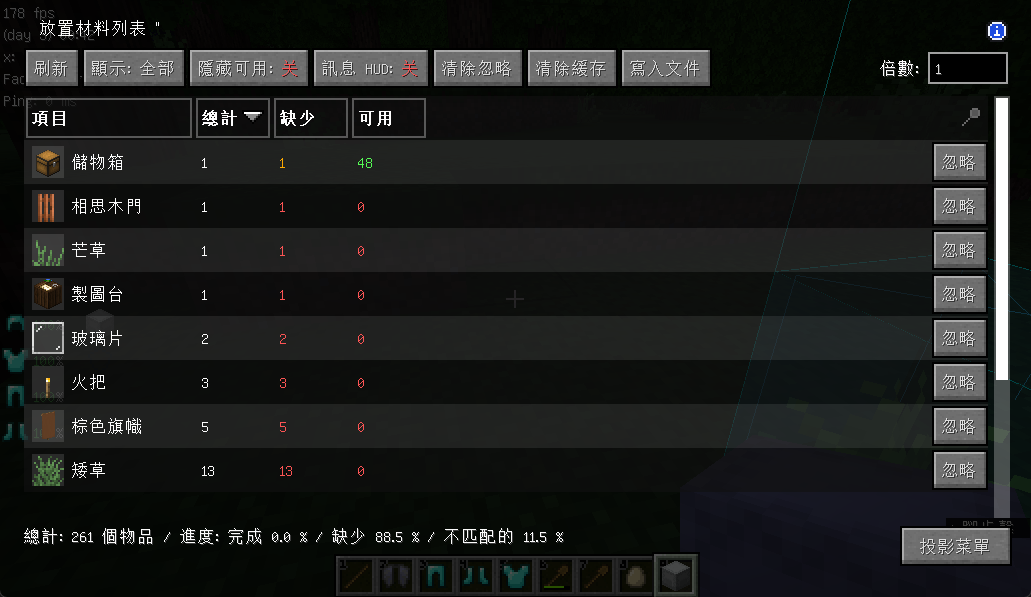 178 fps
放置材料列表 "
(day
x:
刷新 顯示: 全部 隱藏可用: 关 訊息 HUD: 关 清除忽略 清除緩存 寫入文件 倍數: 1
Fac
Ping: 0 ms
項目 總計 缺少 可用
儲物箱 1 1 48 忽略
相思木門 1 1 0 忽略
芒草 1 1 0 忽略
製圖台 1 1 0 忽略
玻璃片 2 2 0 忽略
火把 3 3 0 忽略
棕色旗幟 5 5 0 忽略
矮草 13 13 0 忽略
總計: 261 個物品 / 進度: 完成 0.0 % / 缺少 88.5 % / 不匹配的 11.5 %
投影菜單